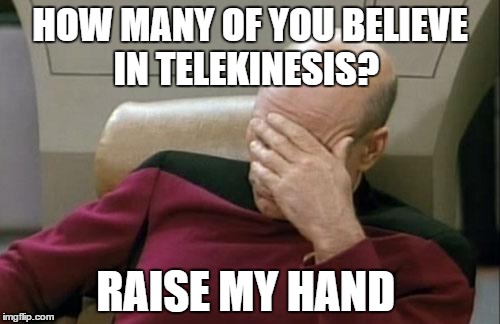 HOW MANY OF YOU BELIEVE
IN TELEKINESIS?
RAISE MY HAND
imgflip.com